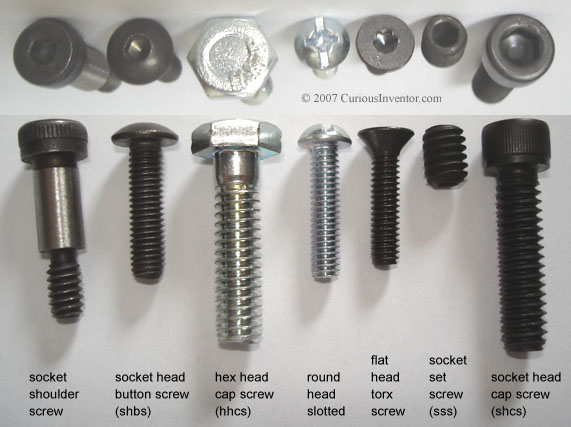 © 2007 CuriousInventor.com
socket
shoulder
screw
socket head
button screw
(shbs)
hex head
cap screw
(hhcs)
round
head
slotted
flat
head
torx
screw
socket
set
screw
(sss)
socket head
cap screw
(shcs)